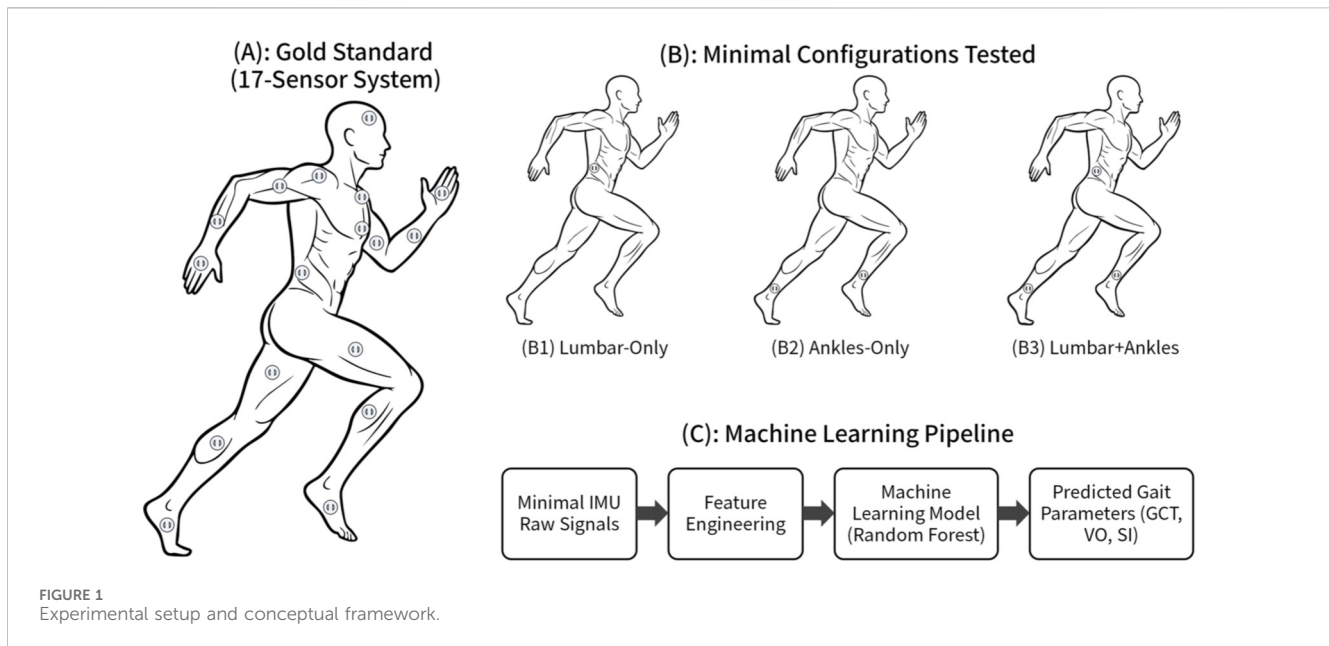 (A): Gold Standard
(17-Sensor System)
(B): Minimal Configurations Tested
(B1) Lumbar-Only
(B2) Ankles-Only
(B3) Lumbar+Ankles
(C): Machine Learning Pipeline
Minimal IMU
Raw Signals
Feature
Engineering
Machine
Learning Model
(Random Forest)
Predicted Gait
Parameters (GCT,
VO, SI)
FIGURE 1
Experimental setup and conceptual framework.